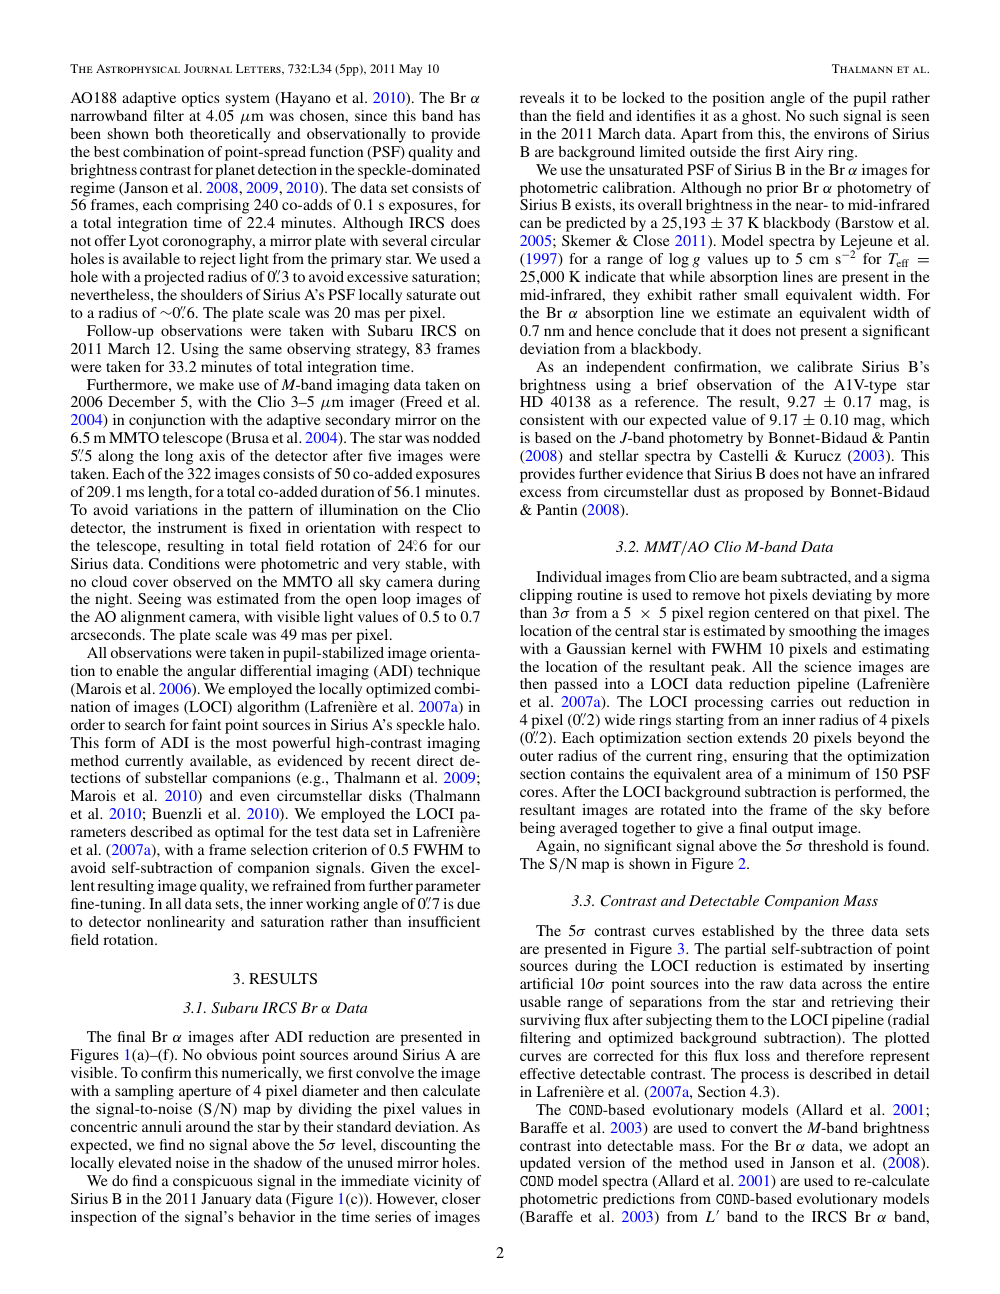 THE ASTROPHYSICAL JOURNAL LETTERS, 732:L34 (5pp), 2011 May 10
THALMANN ET AL.
AO188 adaptive optics system (Hayano et al. 2010). The Br α
narrowband filter at 4.05 μm was chosen, since this band has
been shown both theoretically and observationally to provide
the best combination of point-spread function (PSF) quality and
brightness contrast for planet detection in the speckle-dominated
regime (Janson et al. 2008, 2009, 2010). The data set consists of
56 frames, each comprising 240 co-adds of 0.1 s exposures, for
a total integration time of 22.4 minutes. Although IRCS does
not offer Lyot coronography, a mirror plate with several circular
holes is available to reject light from the primary star. We used a
hole with a projected radius of 0″.3 to avoid excessive saturation;
nevertheless, the shoulders of Sirius A's PSF locally saturate out
to a radius of ∼0″.6. The plate scale was 20 mas per pixel.
Follow-up observations were taken with Subaru IRCS on
2011 March 12. Using the same observing strategy, 83 frames
were taken for 33.2 minutes of total integration time.
Furthermore, we make use of M-band imaging data taken on
2006 December 5, with the Clio 3–5 μm imager (Freed et al.
2004) in conjunction with the adaptive secondary mirror on the
6.5 m MMTO telescope (Brusa et al. 2004). The star was nodded
5″.5 along the long axis of the detector after five images were
taken. Each of the 322 images consists of 50 co-added exposures
of 209.1 ms length, for a total co-added duration of 56.1 minutes.
To avoid variations in the pattern of illumination on the Clio
detector, the instrument is fixed in orientation with respect to
the telescope, resulting in total field rotation of 24°.6 for our
Sirius data. Conditions were photometric and very stable, with
no cloud cover observed on the MMTO all sky camera during
the night. Seeing was estimated from the open loop images of
the AO alignment camera, with visible light values of 0.5 to 0.7
arcseconds. The plate scale was 49 mas per pixel.
All observations were taken in pupil-stabilized image orienta-
tion to enable the angular differential imaging (ADI) technique
(Marois et al. 2006). We employed the locally optimized combi-
nation of images (LOCI) algorithm (Lafrenière et al. 2007a) in
order to search for faint point sources in Sirius A's speckle halo.
This form of ADI is the most powerful high-contrast imaging
method currently available, as evidenced by recent direct de-
tections of substellar companions (e.g., Thalmann et al. 2009;
Marois et al. 2010) and even circumstellar disks (Thalmann
et al. 2010; Buenzli et al. 2010). We employed the LOCI pa-
rameters described as optimal for the test data set in Lafrenière
et al. (2007a), with a frame selection criterion of 0.5 FWHM to
avoid self-subtraction of companion signals. Given the excel-
lent resulting image quality, we refrained from further parameter
fine-tuning. In all data sets, the inner working angle of 0″.7 is due
to detector nonlinearity and saturation rather than insufficient
field rotation.
3. RESULTS
3.1. Subaru IRCS Br α Data
The final Br α images after ADI reduction are presented in
Figures 1(a)–(f). No obvious point sources around Sirius A are
visible. To confirm this numerically, we first convolve the image
with a sampling aperture of 4 pixel diameter and then calculate
the signal-to-noise (S/N) map by dividing the pixel values in
concentric annuli around the star by their standard deviation. As
expected, we find no signal above the 5σ level, discounting the
locally elevated noise in the shadow of the unused mirror holes.
We do find a conspicuous signal in the immediate vicinity of
Sirius B in the 2011 January data (Figure 1(c)). However, closer
inspection of the signal's behavior in the time series of images
reveals it to be locked to the position angle of the pupil rather
than the field and identifies it as a ghost. No such signal is seen
in the 2011 March data. Apart from this, the environs of Sirius
B are background limited outside the first Airy ring.
We use the unsaturated PSF of Sirius B in the Br α images for
photometric calibration. Although no prior Br α photometry of
Sirius B exists, its overall brightness in the near- to mid-infrared
can be predicted by a 25,193 ± 37 K blackbody (Barstow et al.
2005; Skemer & Close 2011). Model spectra by Lejeune et al.
(1997) for a range of log g values up to 5 cm s−2 for Teff =
25,000 K indicate that while absorption lines are present in the
mid-infrared, they exhibit rather small equivalent width. For
the Br α absorption line we estimate an equivalent width of
0.7 nm and hence conclude that it does not present a significant
deviation from a blackbody.
As an independent confirmation, we calibrate Sirius B's
brightness using a brief observation of the A1V-type star
HD 40138 as a reference. The result, 9.27 ± 0.17 mag, is
consistent with our expected value of 9.17 ± 0.10 mag, which
is based on the J-band photometry by Bonnet-Bidaud & Pantin
(2008) and stellar spectra by Castelli & Kurucz (2003). This
provides further evidence that Sirius B does not have an infrared
excess from circumstellar dust as proposed by Bonnet-Bidaud
& Pantin (2008).
3.2. MMT/AO Clio M-band Data
Individual images from Clio are beam subtracted, and a sigma
clipping routine is used to remove hot pixels deviating by more
than 3σ from a 5 × 5 pixel region centered on that pixel. The
location of the central star is estimated by smoothing the images
with a Gaussian kernel with FWHM 10 pixels and estimating
the location of the resultant peak. All the science images are
then passed into a LOCI data reduction pipeline (Lafrenière
et al. 2007a). The LOCI processing carries out reduction in
4 pixel (0″.2) wide rings starting from an inner radius of 4 pixels
(0″.2). Each optimization section extends 20 pixels beyond the
outer radius of the current ring, ensuring that the optimization
section contains the equivalent area of a minimum of 150 PSF
cores. After the LOCI background subtraction is performed, the
resultant images are rotated into the frame of the sky before
being averaged together to give a final output image.
Again, no significant signal above the 5σ threshold is found.
The S/N map is shown in Figure 2.
3.3. Contrast and Detectable Companion Mass
The 5σ contrast curves established by the three data sets
are presented in Figure 3. The partial self-subtraction of point
sources during the LOCI reduction is estimated by inserting
artificial 10σ point sources into the raw data across the entire
usable range of separations from the star and retrieving their
surviving flux after subjecting them to the LOCI pipeline (radial
filtering and optimized background subtraction). The plotted
curves are corrected for this flux loss and therefore represent
effective detectable contrast. The process is described in detail
in Lafrenière et al. (2007a, Section 4.3).
The COND-based evolutionary models (Allard et al. 2001;
Baraffe et al. 2003) are used to convert the M-band brightness
contrast into detectable mass. For the Br α data, we adopt an
updated version of the method used in Janson et al. (2008).
COND model spectra (Allard et al. 2001) are used to re-calculate
photometric predictions from COND-based evolutionary models
(Baraffe et al. 2003) from L′ band to the IRCS Br α band,
2